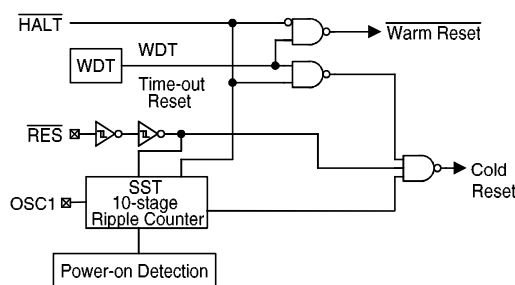 HALT
Warm Reset
WDT
WDT
Time-out
Reset
RES
Cold
Reset
OSC1
SST
10-stage
Ripple Counter
Power-on Detection